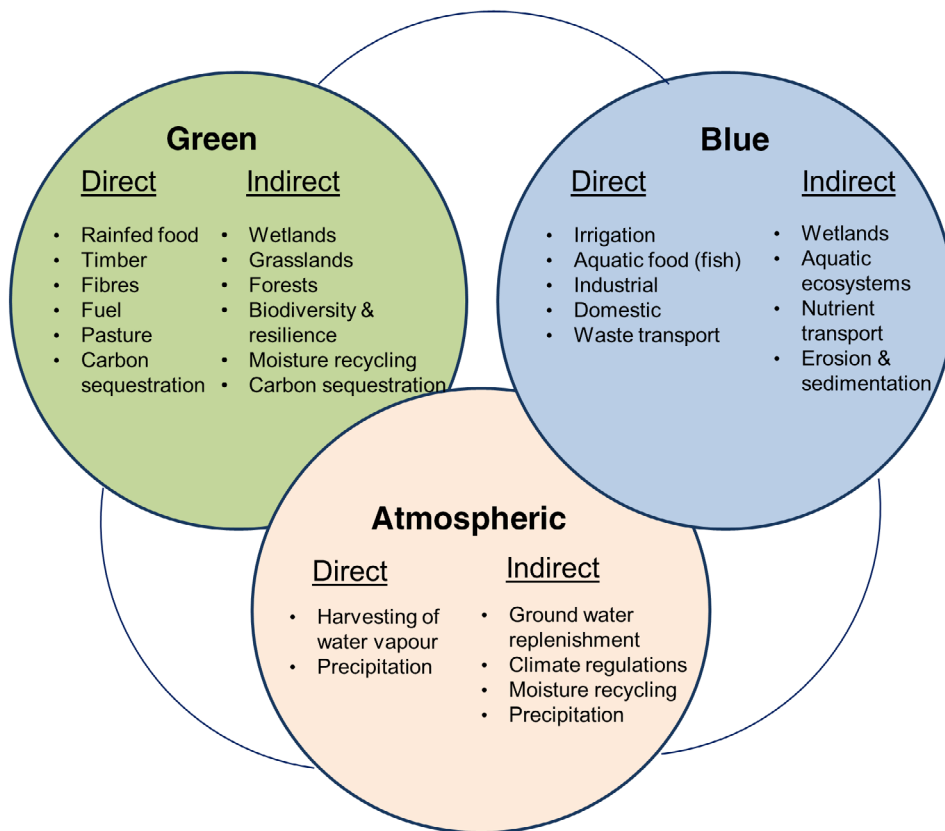 Green
Direct
• Rainfed food
• Timber
• Fibres
• Fuel
• Pasture
• Carbon
sequestration
Indirect
• Wetlands
• Grasslands
• Forests
• Biodiversity &
resilience
• Moisture recycling
• Carbon sequestration
Blue
Direct
• Irrigation
• Aquatic food (fish)
• Industrial
• Domestic
• Waste transport
Indirect
• Wetlands
• Aquatic
ecosystems
• Nutrient
transport
• Erosion &
sedimentation
Atmospheric
Direct
• Harvesting of
water vapour
• Precipitation
Indirect
• Ground water
replenishment
• Climate regulations
• Moisture recycling
• Precipitation